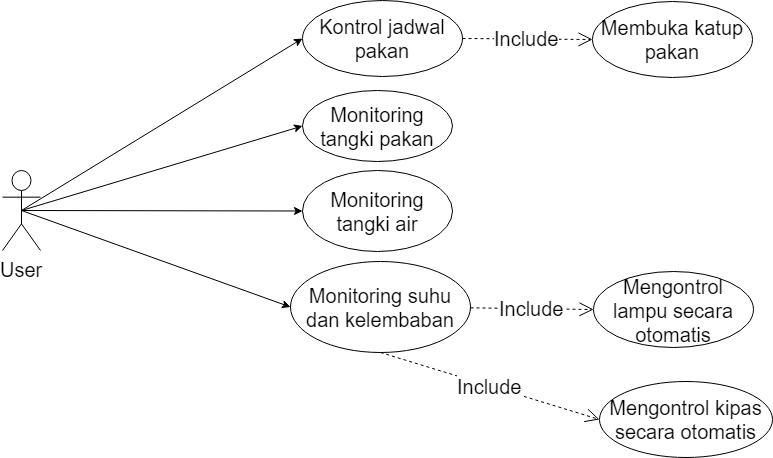 Kontrol jadwal
pakan
Include
Membuka katup
pakan
Monitoring
tangki pakan
Monitoring
tangki air
User
Monitoring suhu
dan kelembaban
Include
Mengontrol
lampu secara
otomatis
Include
Mengontrol kipas
secara otomatis